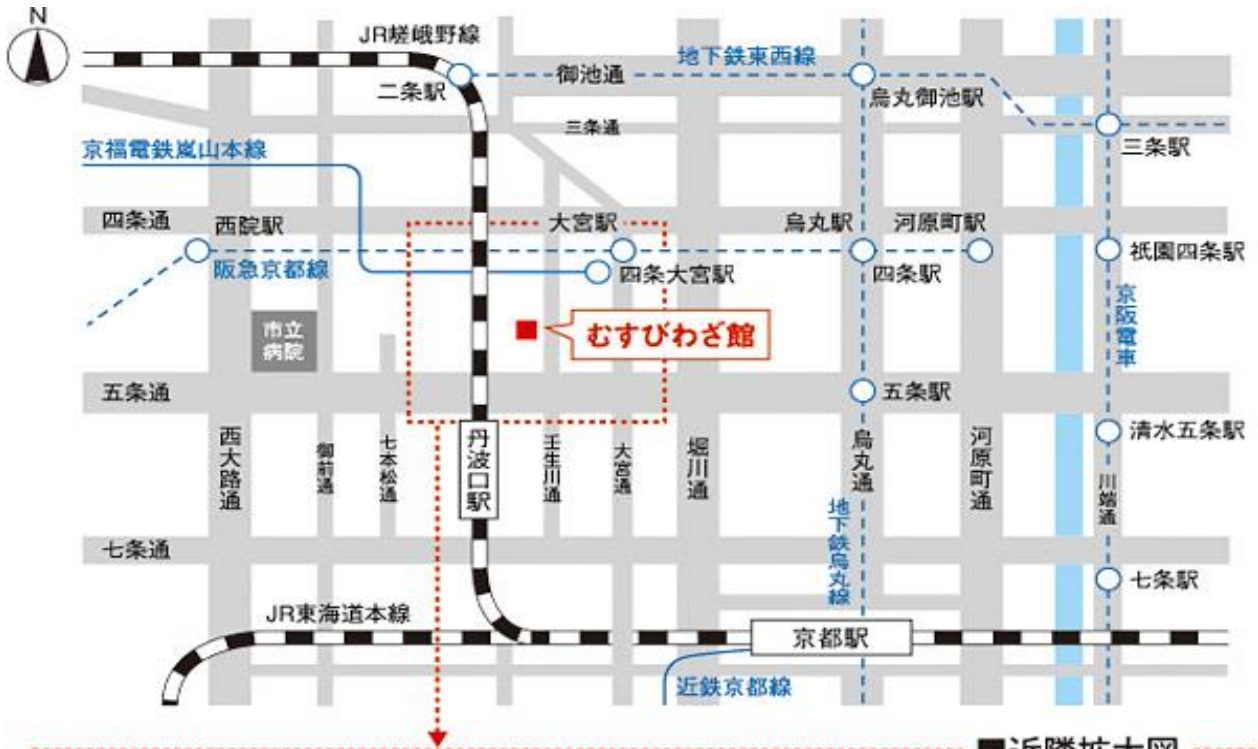 N
JR嵯峨野線
地下鉄東西線
御池通
二条駅
烏丸御池駅
三条通
三条駅
京福電鉄嵐山本線
四条通
西院駅
大宮駅
烏丸駅
河原町駅
阪急京都線
四条大宮駅
四条駅
祇園四条駅
京阪電車
市立
病院
むすびわざ館
五条通
五条駅
清水五条駅
西大路通
御前通
七本松通
丹波口駅
壬生川通
大宮通
堀川通
烏丸通
河原町通
川端通
地下鉄烏丸線
七条通
七条駅
JR東海道本線
京都駅
近鉄京都線
■近隣拡大図